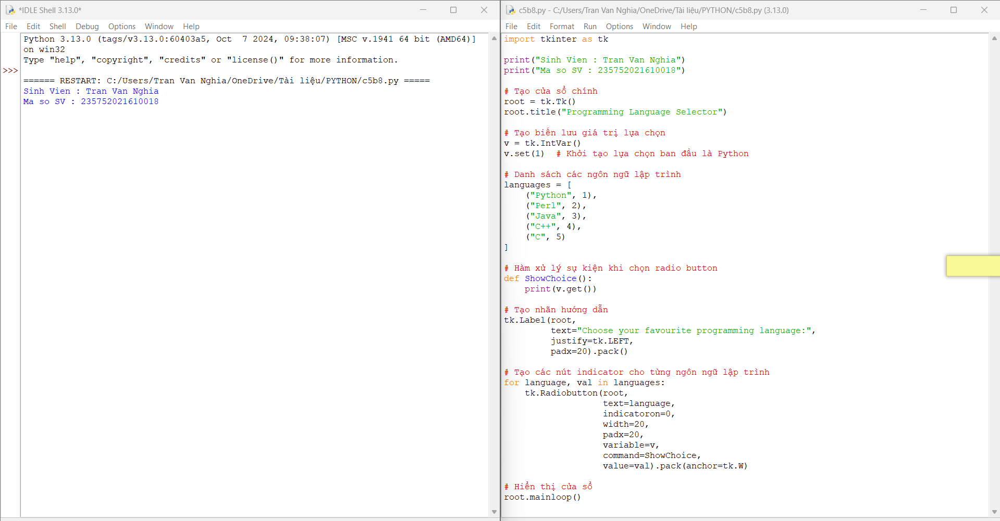 *IDLE Shell 3.13.0*
File Edit Shell Debug Options Window Help
Python 3.13.0 (tags/v3.13.0:60403a5, Oct  7 2024, 09:38:07) [MSC v.1941 64 bit (AMD64)]
on win32
Type "help", "copyright", "credits" or "license()" for more information.
>>>
====== RESTART: C:/Users/Tran Van Nghia/OneDrive/Tài liệu/PYTHON/c5b8.py =====
Sinh Vien : Tran Van Nghia
Ma so SV : 235752021610018
c5b8.py - C:/Users/Tran Van Nghia/OneDrive/Tài liệu/PYTHON/c5b8.py (3.13.0)
File Edit Format Run Options Window Help
import tkinter as tk
print("Sinh Vien : Tran Van Nghia")
print("Ma so SV : 235752021610018")
# Tạo cửa sổ chính
root = tk.Tk()
root.title("Programming Language Selector")
# Tạo biến lưu giá trị lựa chọn
v = tk.IntVar()
v.set(1)  # Khởi tạo lựa chọn ban đầu là Python
# Danh sách các ngôn ngữ lập trình
languages = [
    ("Python", 1),
    ("Perl", 2),
    ("Java", 3),
    ("C++", 4),
    ("C", 5)
]
# Hàm xử lý sự kiện khi chọn radio button
def ShowChoice():
    print(v.get())
# Tạo nhãn hướng dẫn
tk.Label(root,
         text="Choose your favourite programming language:",
         justify=tk.LEFT,
         padx=20).pack()
# Tạo các nút indicator cho từng ngôn ngữ lập trình
for language, val in languages:
    tk.Radiobutton(root,
                   text=language,
                   indicatoron=0,
                   width=20,
                   padx=20,
                   variable=v,
                   command=ShowChoice,
                   value=val).pack(anchor=tk.W)
# Hiển thị cửa sổ
root.mainloop()